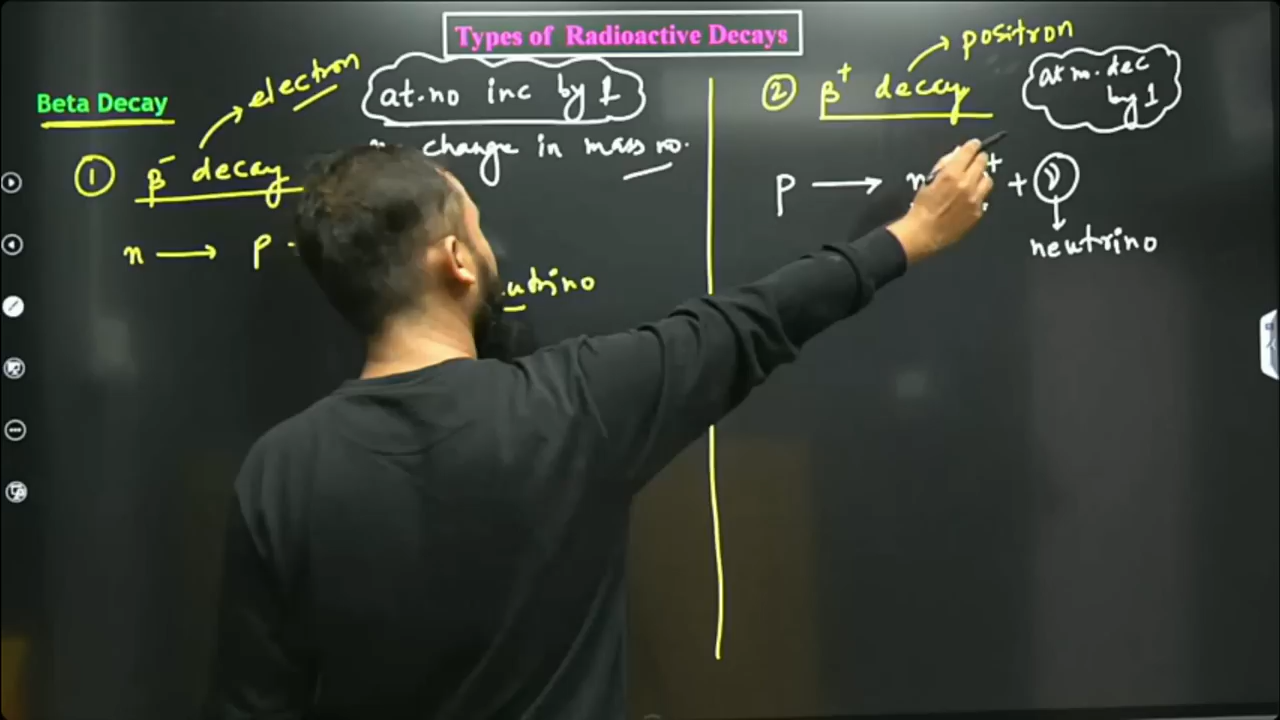 Types of Radioactive Decays
Beta Decay
electron
at.no inc by 1
change in mass no.
① β⁻ decay
n → p
② β⁺ decay
positron
at no. dec
by 1
p → n + ν
neutrino